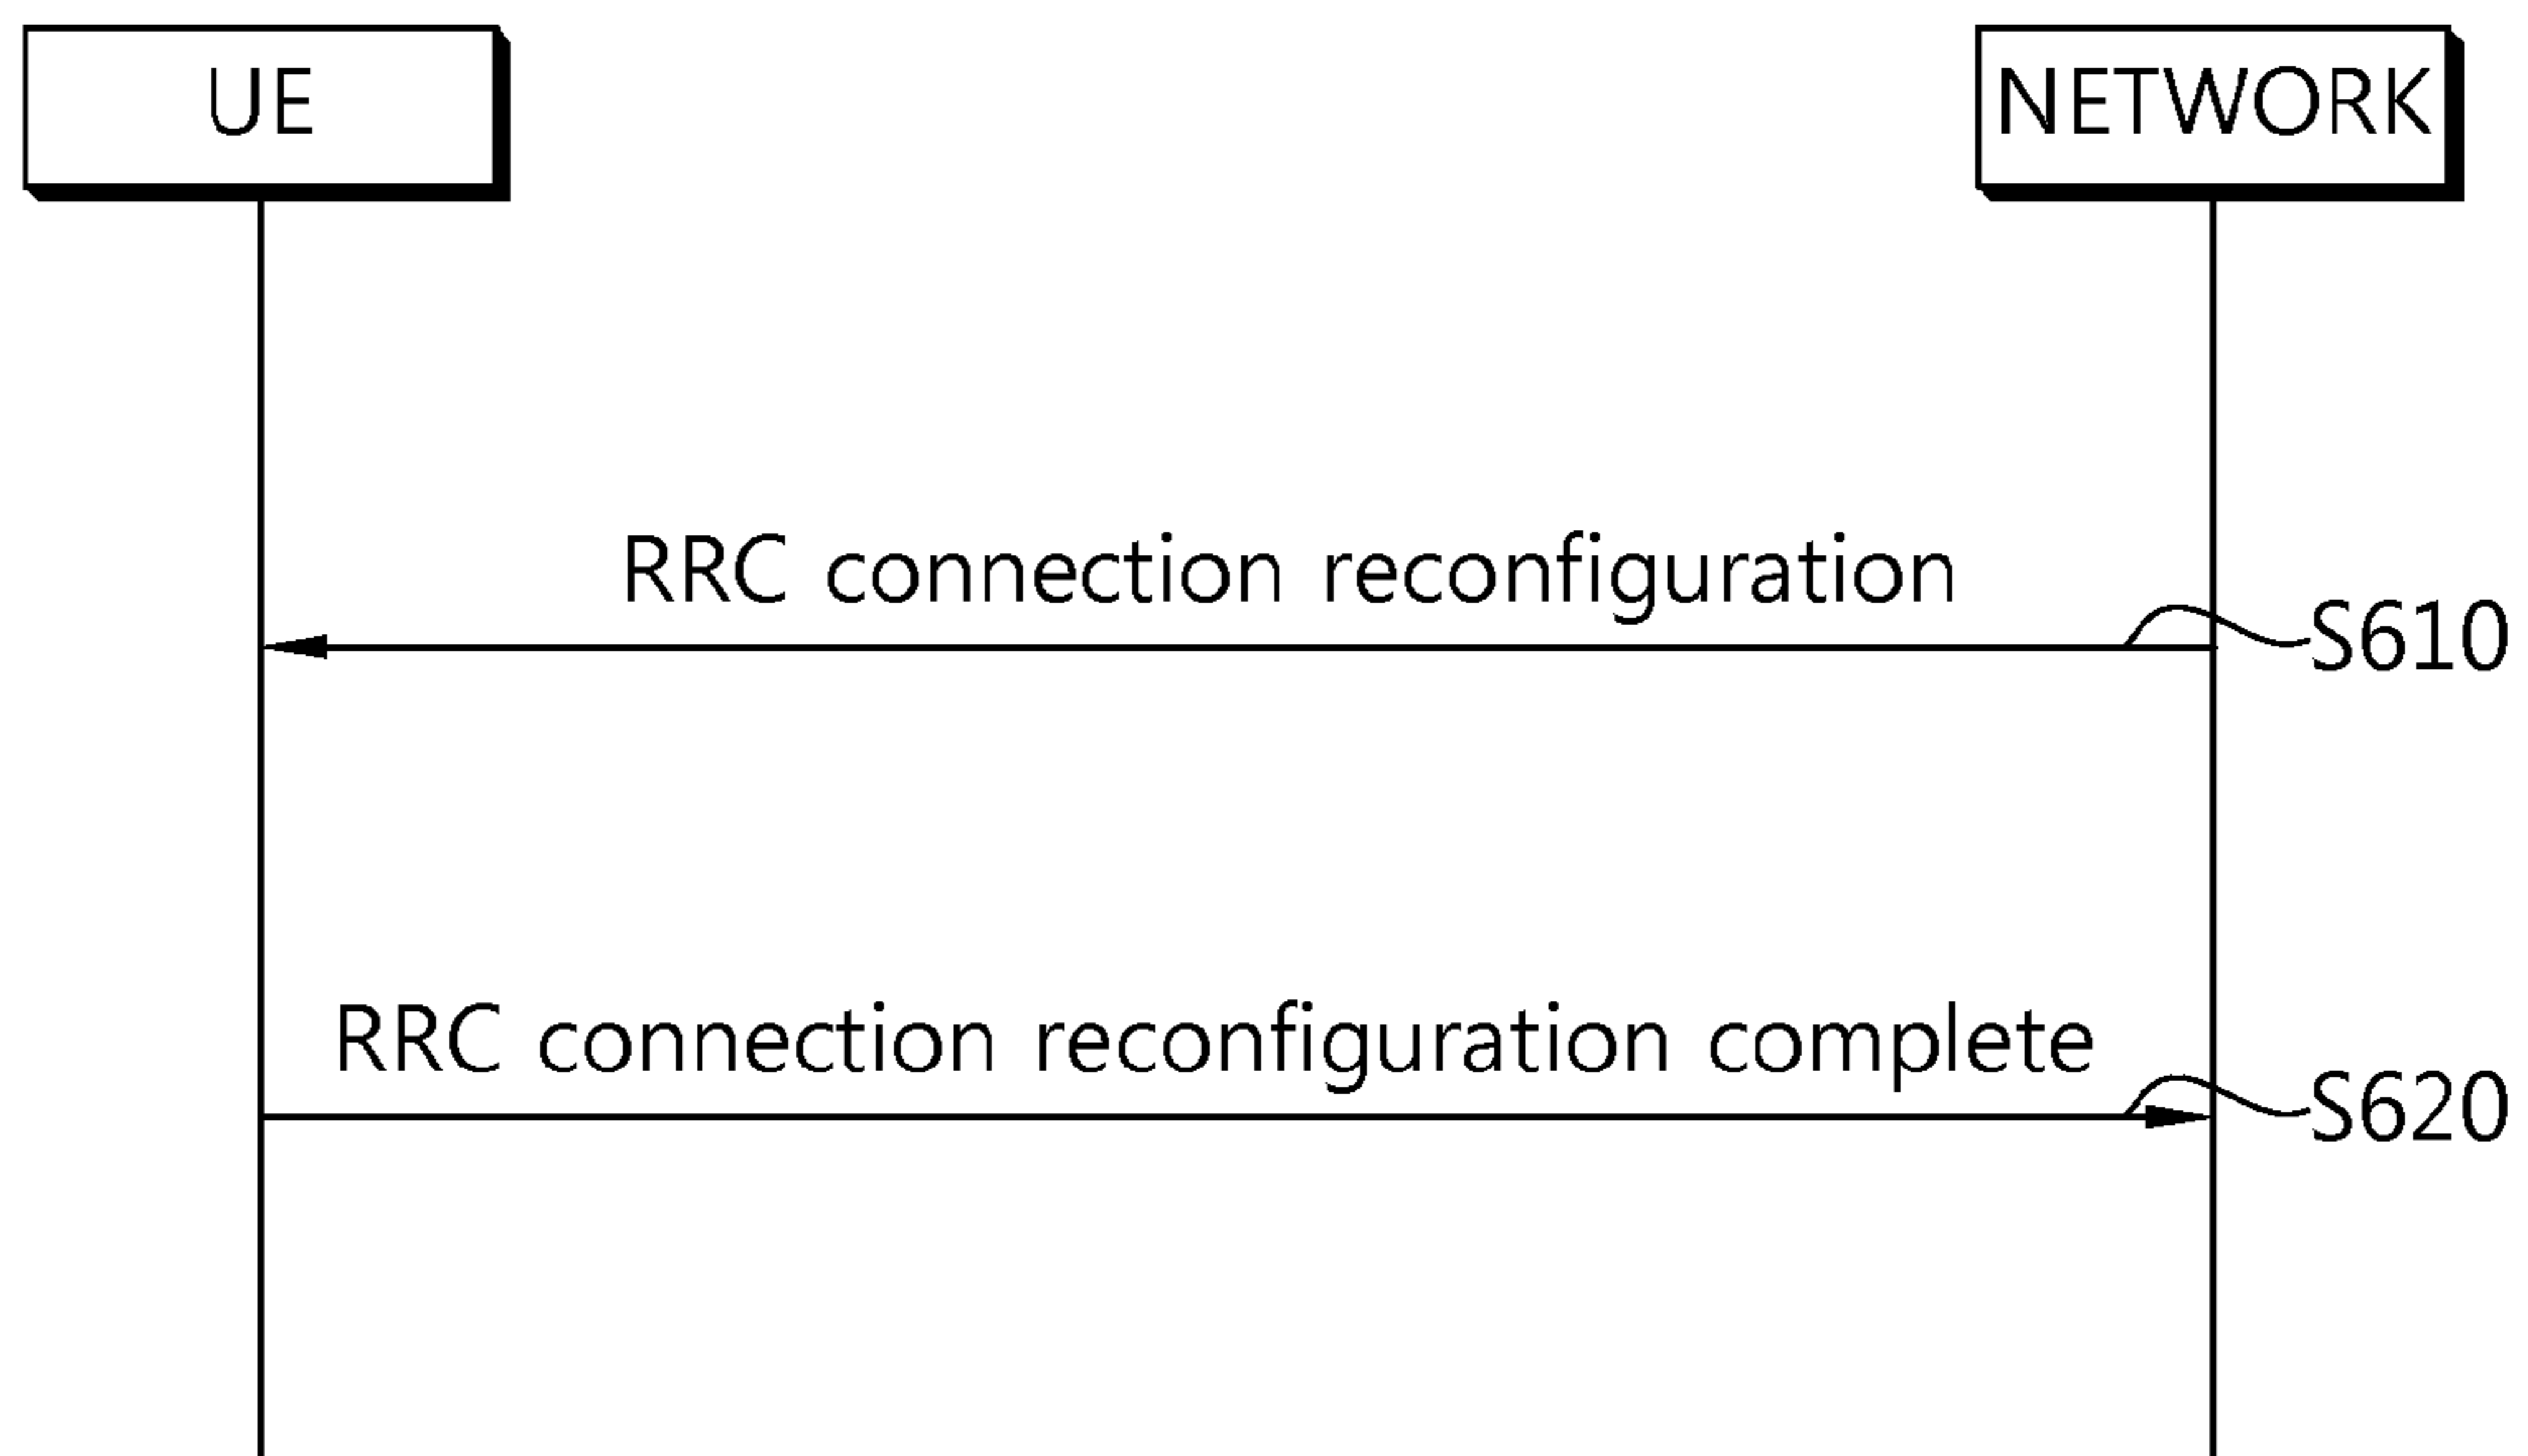 UE
NETWORK
RRC connection reconfiguration
S610
RRC connection reconfiguration complete
S620